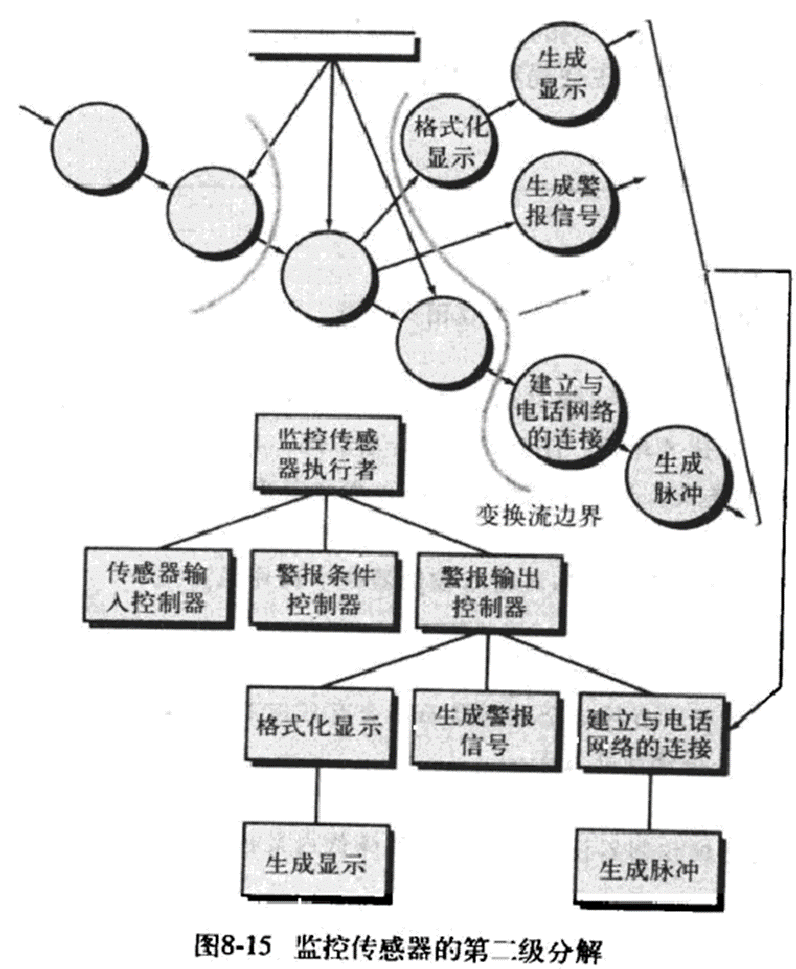 生成
显示
格式化
显示
生成警
报信号
建立与
电话网络
的连接
生成
脉冲
变换流边界
监控传感
器执行者
传感器输
入控制器
警报条件
控制器
警报输出
控制器
格式化显示
生成警报
信号
建立与电话
网络的连接
生成显示
生成脉冲
图8-15 监控传感器的第二级分解